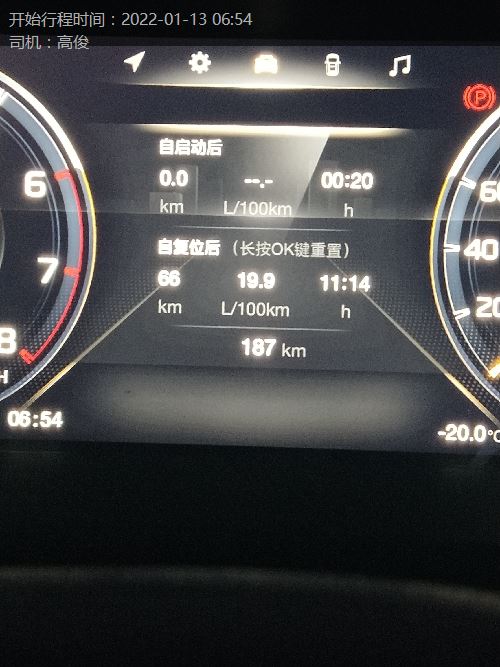 开始行程时间：2022-01-13 06:54
司机：高俊
P
自启动后
0.0 --.- 00:20
km L/100km h
自复位后（长按OK键重置）
66 19.9 11:14
km L/100km h
187 km
6
7
8
H
60
40
20
06:54
-20.0°C